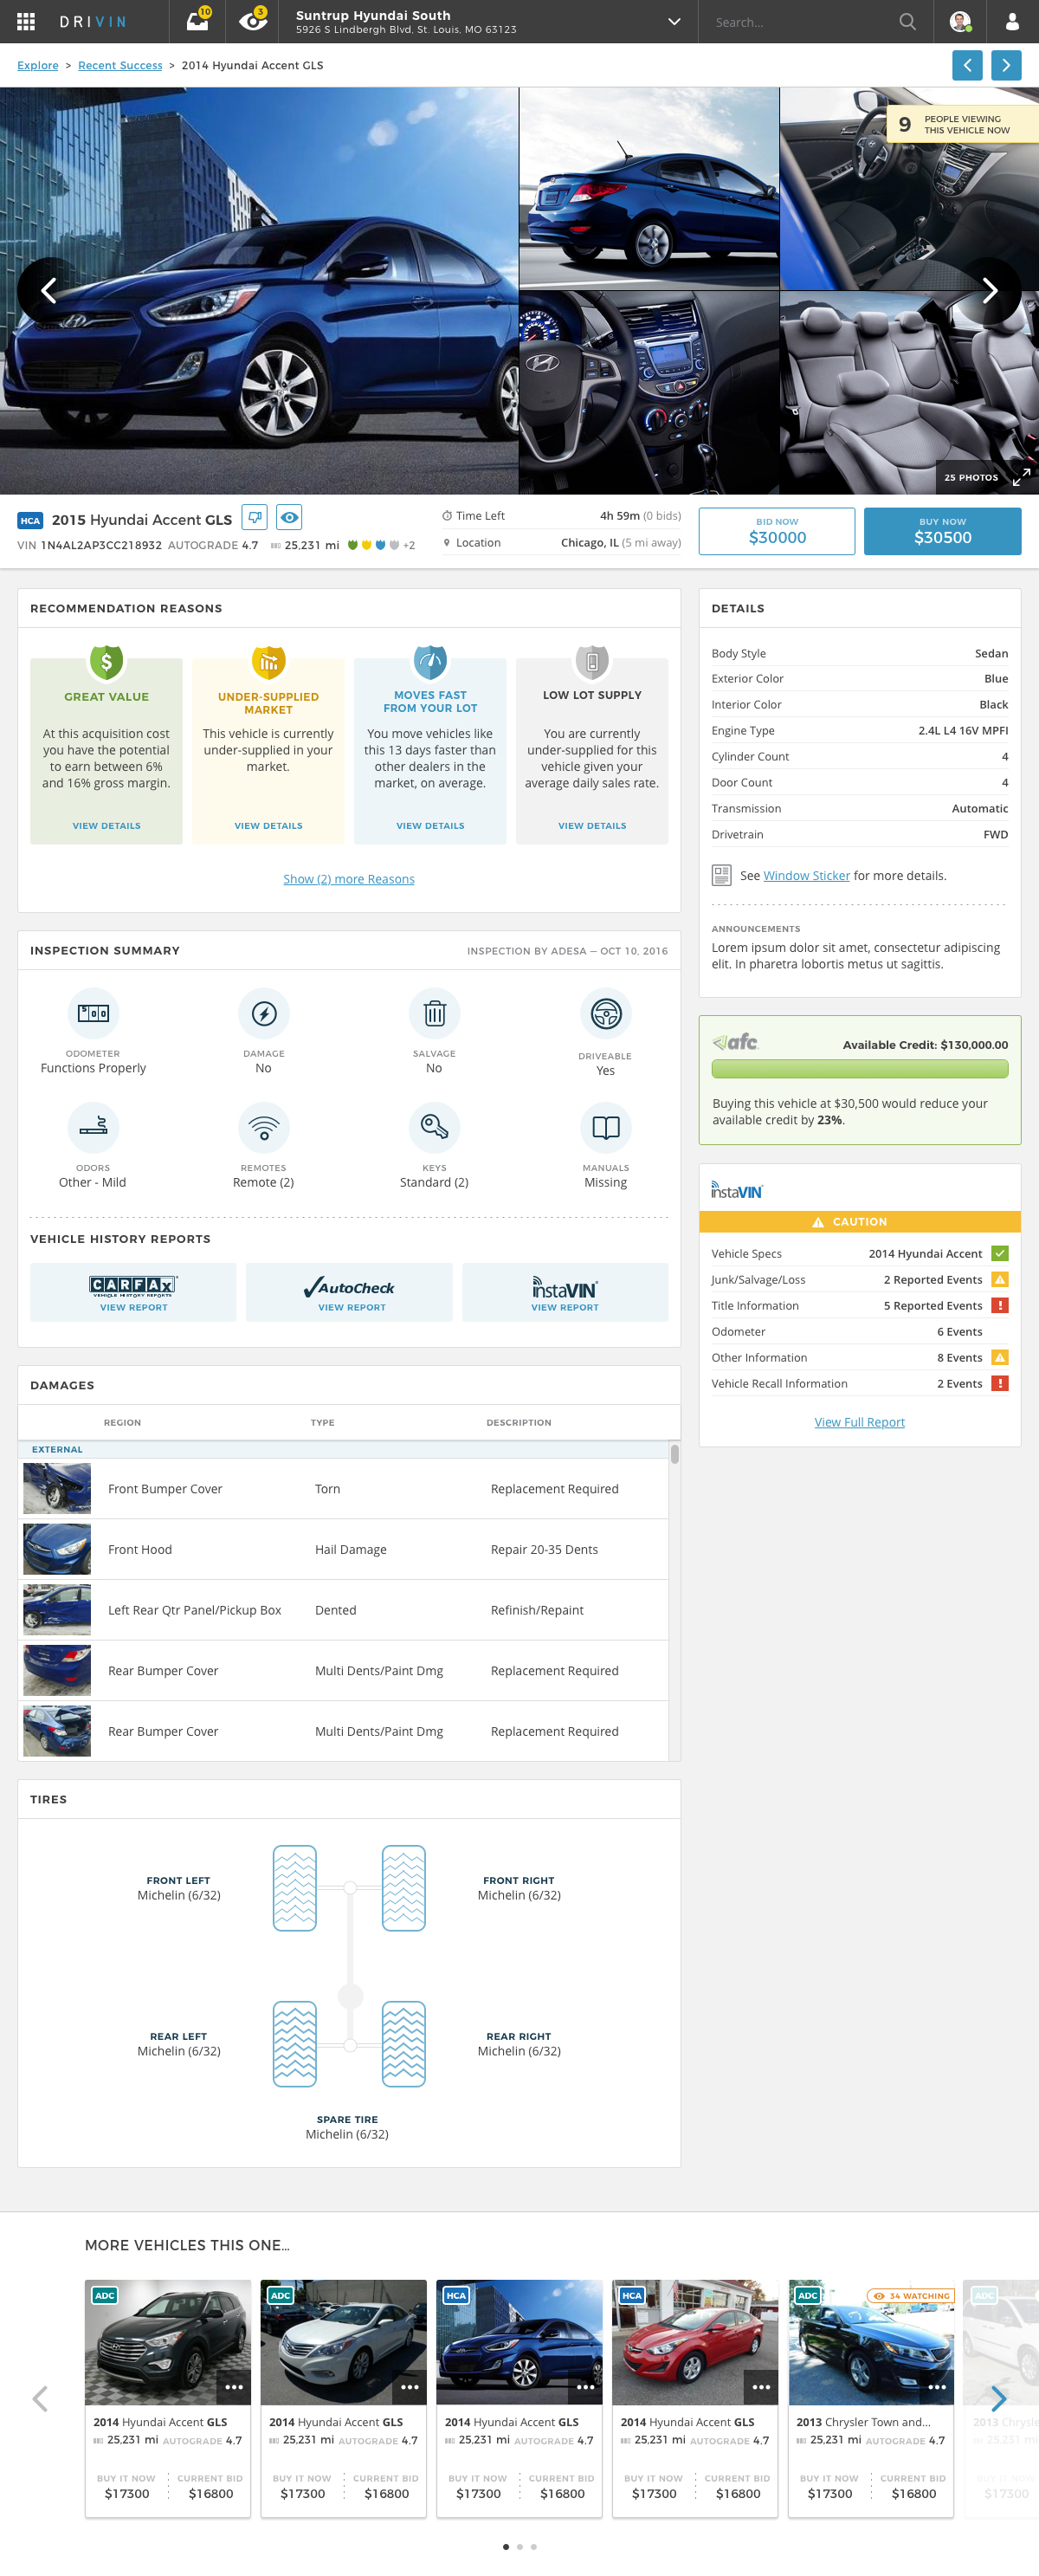 DRIVIN
10
3
Suntrup Hyundai South
5926 S Lindbergh Blvd, St. Louis, MO 63123
Search...
Explore > Recent Success > 2014 Hyundai Accent GLS
9 PEOPLE VIEWING
THIS VEHICLE NOW
25 PHOTOS
HCA 2015 Hyundai Accent GLS
VIN 1N4AL2AP3CC218932 AUTOGRADE 4.7 25,231 mi +2
Time Left 4h 59m (0 bids)
Location Chicago, IL (5 mi away)
BID NOW
$30000
BUY NOW
$30500
RECOMMENDATION REASONS
GREAT VALUE
At this acquisition cost
you have the potential
to earn between 6%
and 16% gross margin.
VIEW DETAILS
UNDER-SUPPLIED
MARKET
This vehicle is currently
under-supplied in your
market.
VIEW DETAILS
MOVES FAST
FROM YOUR LOT
You move vehicles like
this 13 days faster than
other dealers in the
market, on average.
VIEW DETAILS
LOW LOT SUPPLY
You are currently
under-supplied for this
vehicle given your
average daily sales rate.
VIEW DETAILS
Show (2) more Reasons
DETAILS
Body Style Sedan
Exterior Color Blue
Interior Color Black
Engine Type 2.4L L4 16V MPFI
Cylinder Count 4
Door Count 4
Transmission Automatic
Drivetrain FWD
See Window Sticker for more details.
ANNOUNCEMENTS
Lorem ipsum dolor sit amet, consectetur adipiscing
elit. In pharetra lobortis metus ut sagittis.
INSPECTION SUMMARY
INSPECTION BY ADESA — OCT 10, 2016
ODOMETER
Functions Properly
DAMAGE
No
SALVAGE
No
DRIVEABLE
Yes
ODORS
Other - Mild
REMOTES
Remote (2)
KEYS
Standard (2)
MANUALS
Missing
VEHICLE HISTORY REPORTS
CARFAX
VEHICLE HISTORY REPORTS
VIEW REPORT
AutoCheck
VIEW REPORT
instaVIN
VIEW REPORT
afc
Available Credit: $130,000.00
Buying this vehicle at $30,500 would reduce your
available credit by 23%.
instaVIN
CAUTION
Vehicle Specs 2014 Hyundai Accent
Junk/Salvage/Loss 2 Reported Events
Title Information 5 Reported Events
Odometer 6 Events
Other Information 8 Events
Vehicle Recall Information 2 Events
View Full Report
DAMAGES
REGION TYPE DESCRIPTION
EXTERNAL
Front Bumper Cover Torn Replacement Required
Front Hood Hail Damage Repair 20-35 Dents
Left Rear Qtr Panel/Pickup Box Dented Refinish/Repaint
Rear Bumper Cover Multi Dents/Paint Dmg Replacement Required
Rear Bumper Cover Multi Dents/Paint Dmg Replacement Required
TIRES
FRONT LEFT
Michelin (6/32)
FRONT RIGHT
Michelin (6/32)
REAR LEFT
Michelin (6/32)
REAR RIGHT
Michelin (6/32)
SPARE TIRE
Michelin (6/32)
MORE VEHICLES THIS ONE...
ADC
2014 Hyundai Accent GLS
25,231 mi AUTOGRADE 4.7
BUY IT NOW CURRENT BID
$17300 $16800
ADC
2014 Hyundai Accent GLS
25,231 mi AUTOGRADE 4.7
BUY IT NOW CURRENT BID
$17300 $16800
HCA
2014 Hyundai Accent GLS
25,231 mi AUTOGRADE 4.7
BUY IT NOW CURRENT BID
$17300 $16800
HCA
2014 Hyundai Accent GLS
25,231 mi AUTOGRADE 4.7
BUY IT NOW CURRENT BID
$17300 $16800
ADC
34 WATCHING
2013 Chrysler Town and...
25,231 mi AUTOGRADE 4.7
BUY IT NOW CURRENT BID
$17300 $16800
ADC
2013 Chrysle
25,231 mi
BUY IT NOW
$17300